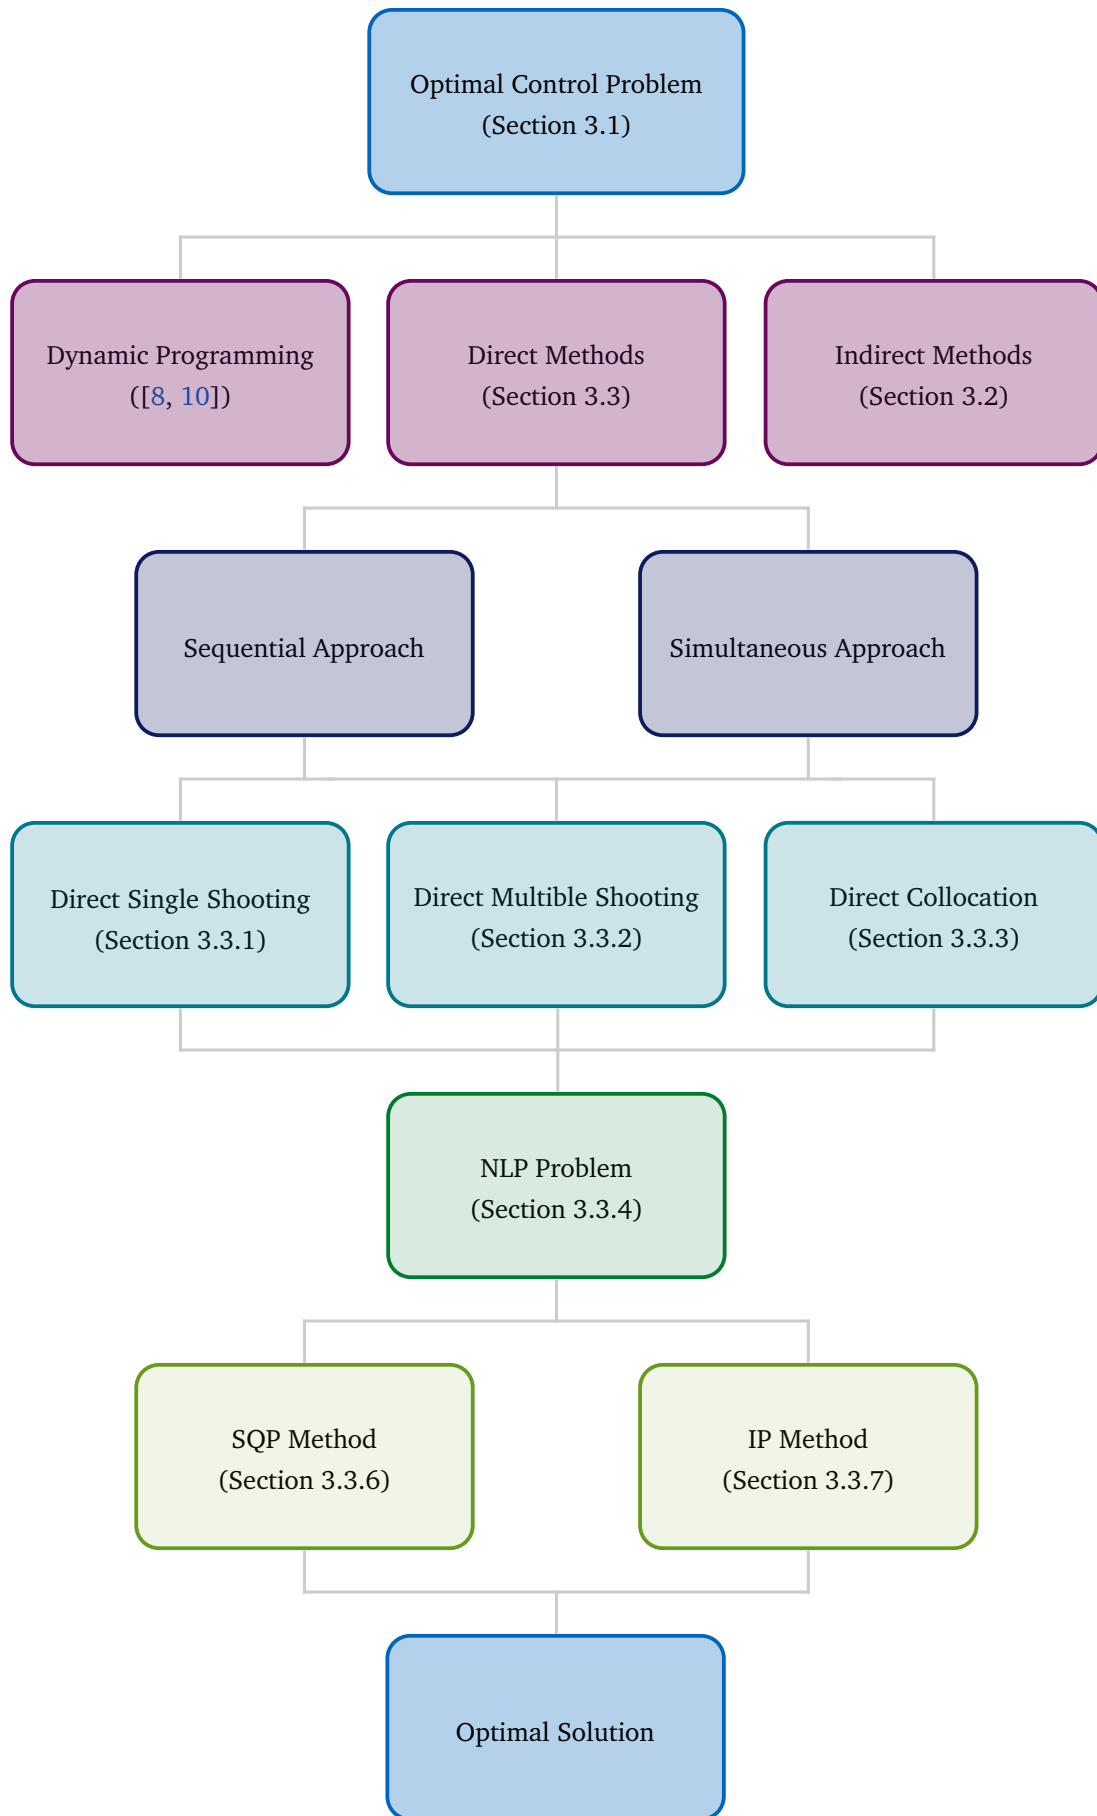 Optimal Control Problem
(Section 3.1)
Dynamic Programming
([8, 10])
Direct Methods
(Section 3.3)
Indirect Methods
(Section 3.2)
Sequential Approach
Simultaneous Approach
Direct Single Shooting
(Section 3.3.1)
Direct Multible Shooting
(Section 3.3.2)
Direct Collocation
(Section 3.3.3)
NLP Problem
(Section 3.3.4)
SQP Method
(Section 3.3.6)
IP Method
(Section 3.3.7)
Optimal Solution